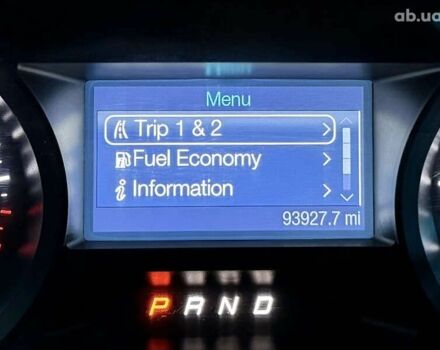 ab.ua
Menu
Trip 1 & 2
Fuel Economy
Information
93927.7 mi
P R N D